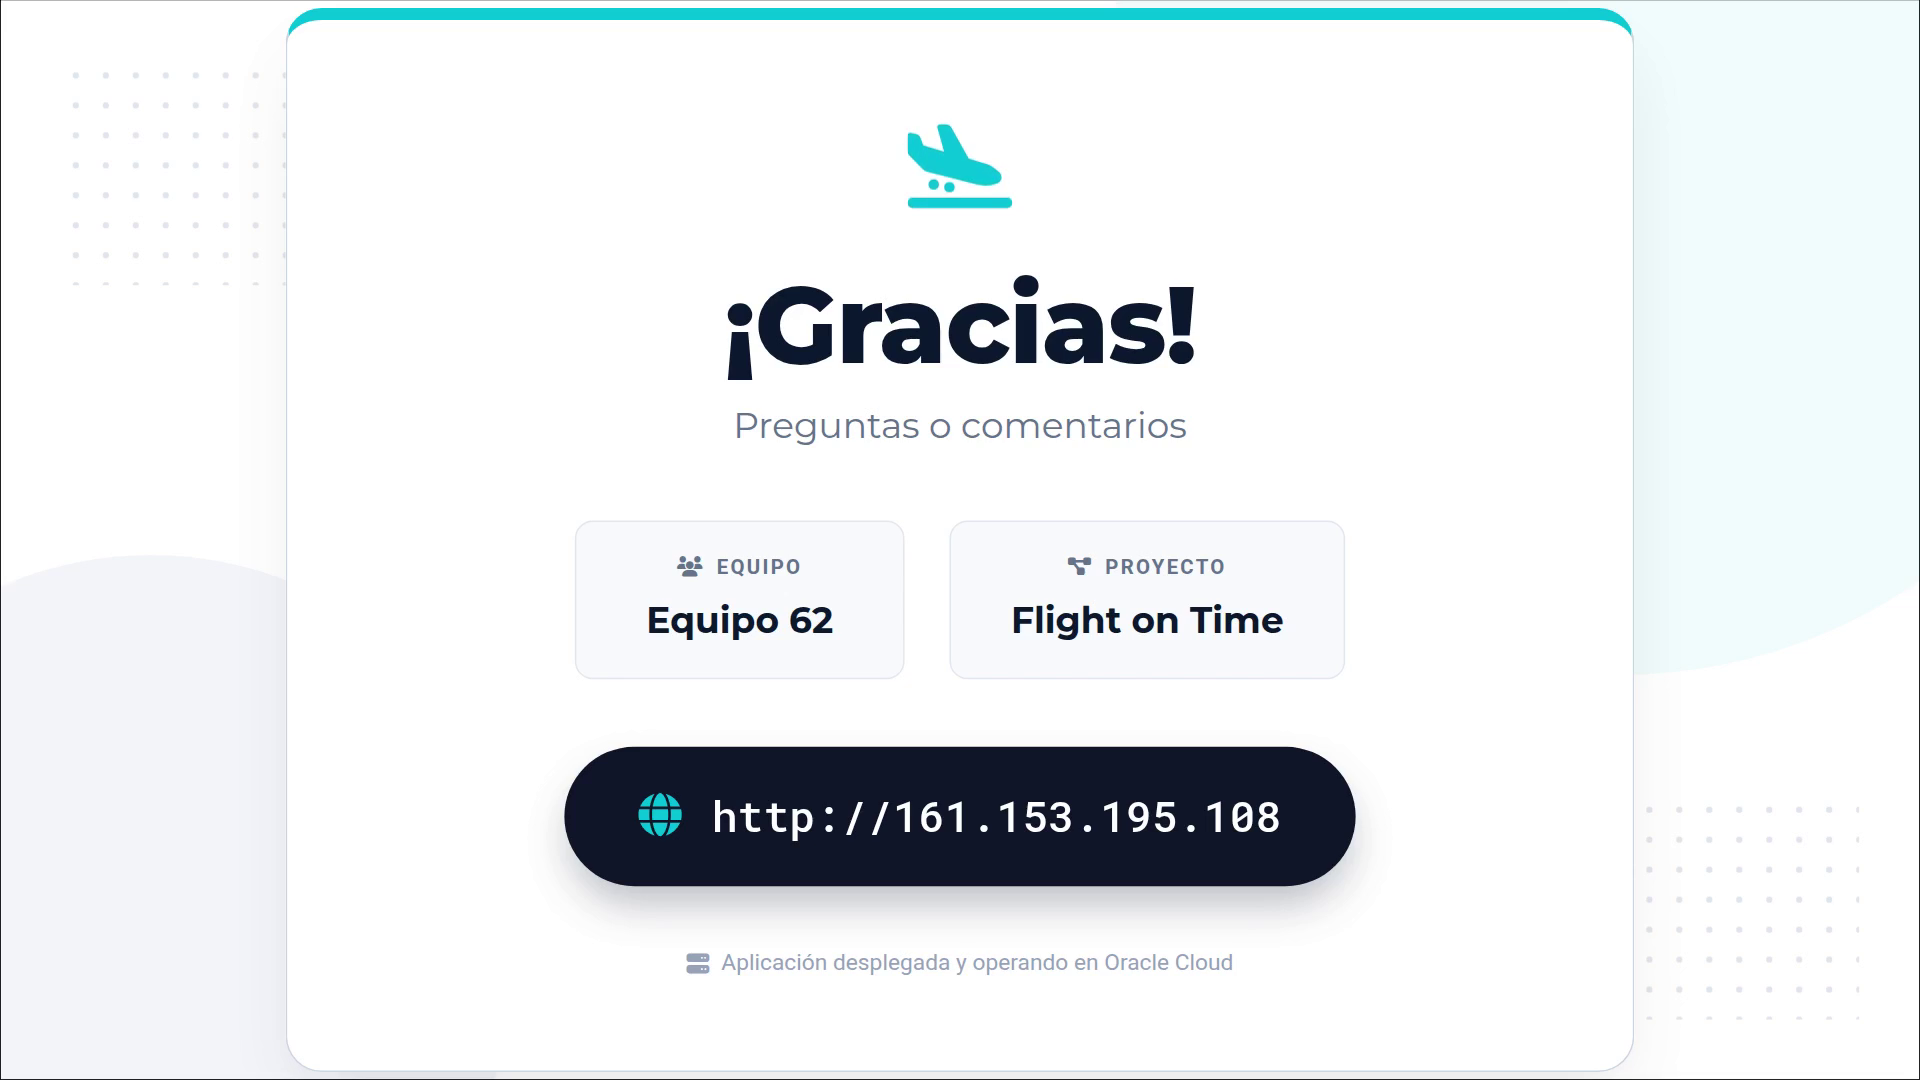 ¡Gracias!
Preguntas o comentarios
EQUIPO
Equipo 62
PROYECTO
Flight on Time
http://161.153.195.108
Aplicación desplegada y operando en Oracle Cloud